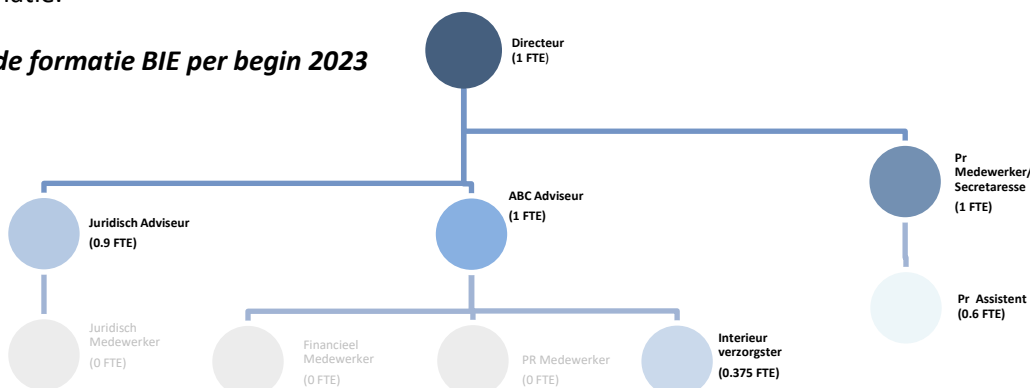 de formatie BIE per begin 2023
Directeur
(1 FTE)
Pr
Medewerker/
Secretaresse
(1 FTE)
Juridisch Adviseur
(0.9 FTE)
ABC Adviseur
(1 FTE)
Pr Assistent
(0.6 FTE)
Juridisch
Medewerker
(0 FTE)
Financieel
Medewerker
(0 FTE)
PR Medewerker
(0 FTE)
Interieur
verzorgster
(0.375 FTE)